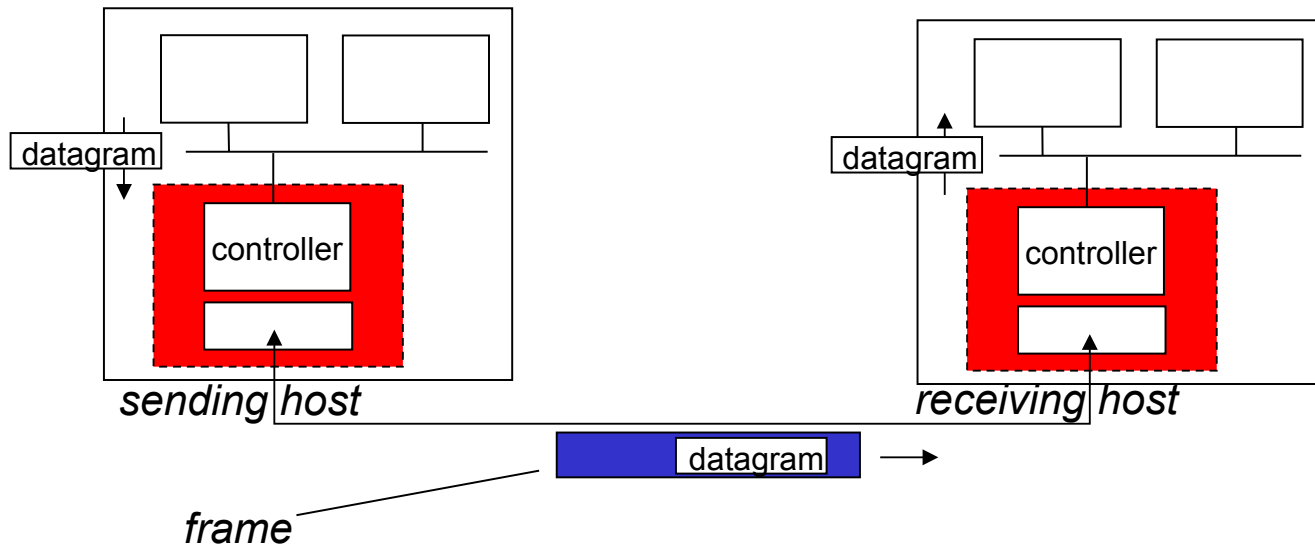 datagram
datagram
controller
controller
sending host
receiving host
datagram
frame